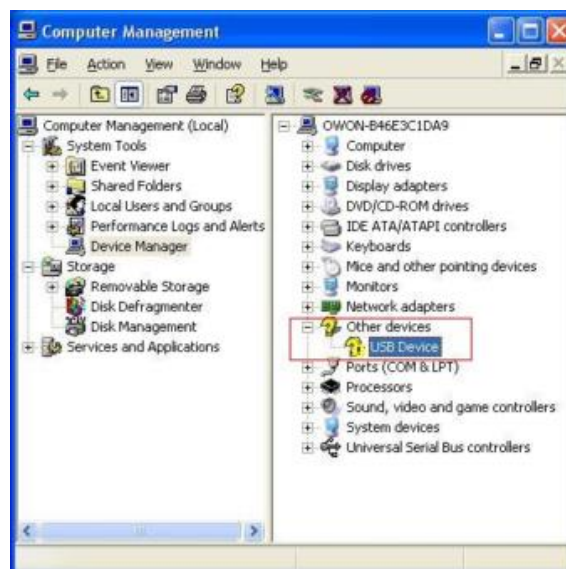 Computer Management
File Action View Window Help
Computer Management (Local)
System Tools
Event Viewer
Shared Folders
Local Users and Groups
Performance Logs and Alerts
Device Manager
Storage
Removable Storage
Disk Defragmenter
Disk Management
Services and Applications
OWON-B46E3C1DA9
Computer
Disk drives
Display adapters
DVD/CD-ROM drives
IDE ATA/ATAPI controllers
Keyboards
Mice and other pointing devices
Monitors
Network adapters
Other devices
USB Device
Ports (COM & LPT)
Processors
Sound, video and game controllers
System devices
Universal Serial Bus controllers